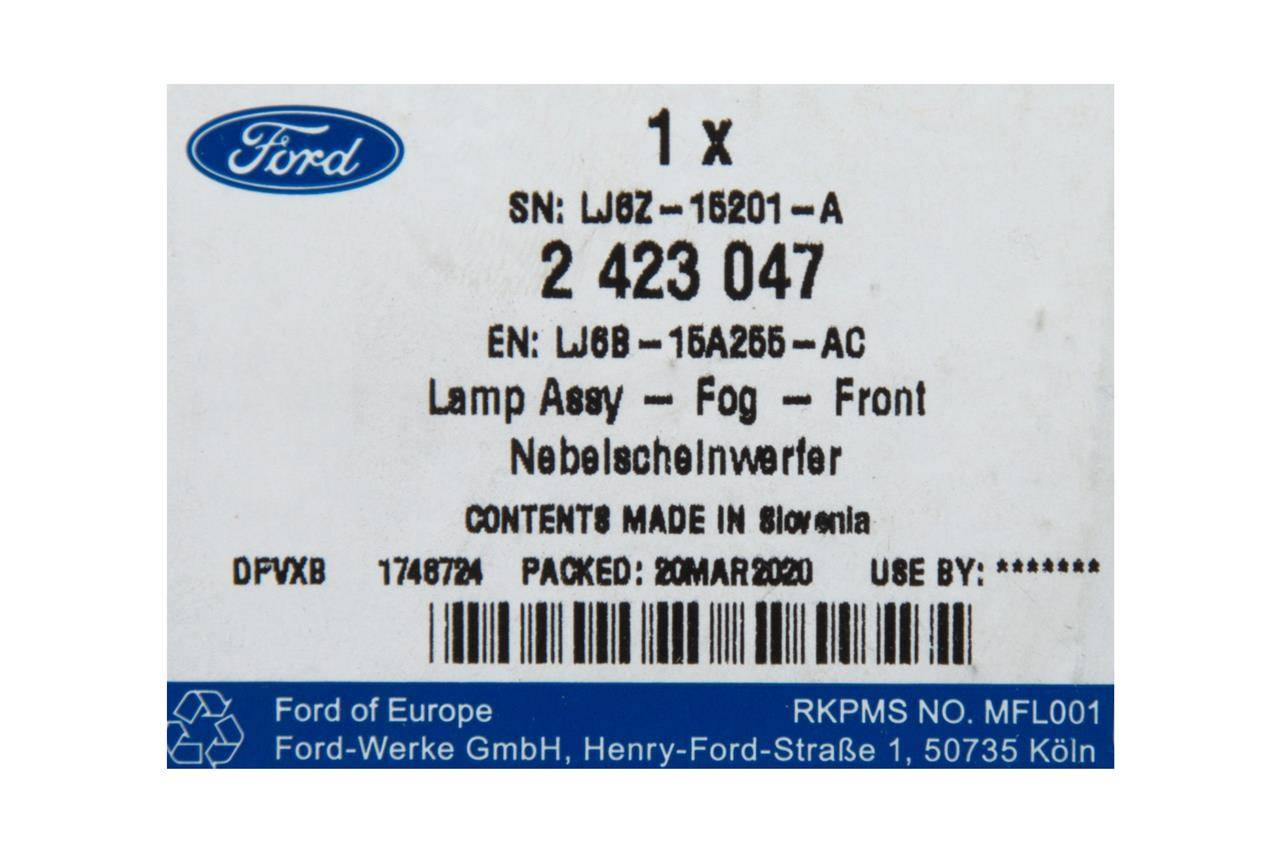 Ford
1 x
SN: LJ6Z-15201-A
2 423 047
EN: LJ6B-15A255-AC
Lamp Assy - Fog - Front
Nebelscheinwerfer
CONTENTS MADE IN Slovenia
DFVXB 1746724 PACKED: 20MAR2020 USE BY: *******
Ford of Europe RKPMS NO. MFL001
Ford-Werke GmbH, Henry-Ford-Straße 1, 50735 Köln